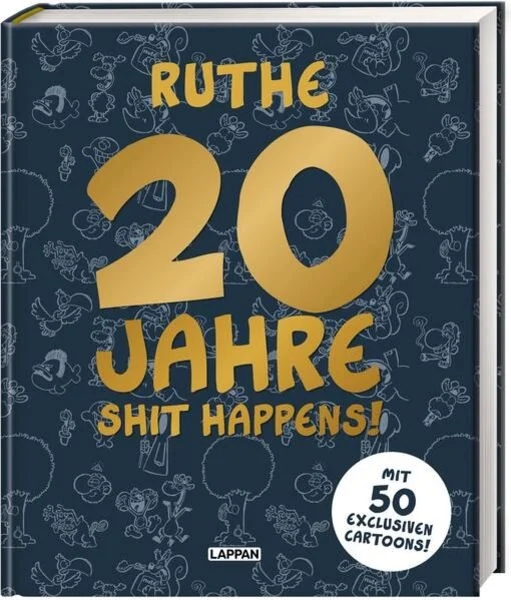 RUTHE
20
JAHRE
SHIT HAPPENS!
MIT
50
EXCLUSIVEN
CARTOONS!
LAPPAN